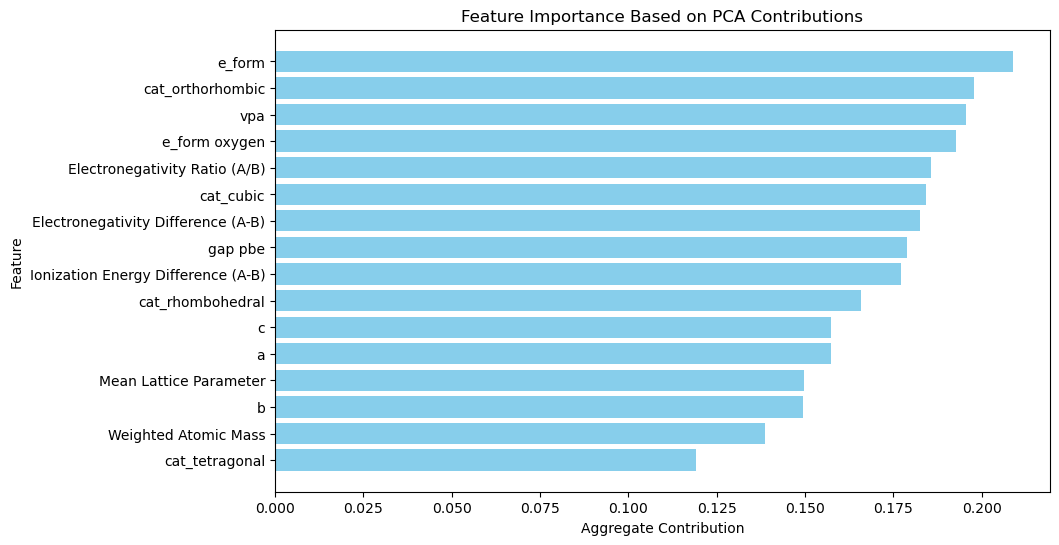 Feature Importance Based on PCA Contributions
e_form
cat_orthorhombic
vpa
e_form oxygen
Electronegativity Ratio (A/B)
cat_cubic
Electronegativity Difference (A-B)
gap pbe
Ionization Energy Difference (A-B)
cat_rhombohedral
c
a
Mean Lattice Parameter
b
Weighted Atomic Mass
cat_tetragonal
Feature
0.000 0.025 0.050 0.075 0.100 0.125 0.150 0.175 0.200
Aggregate Contribution